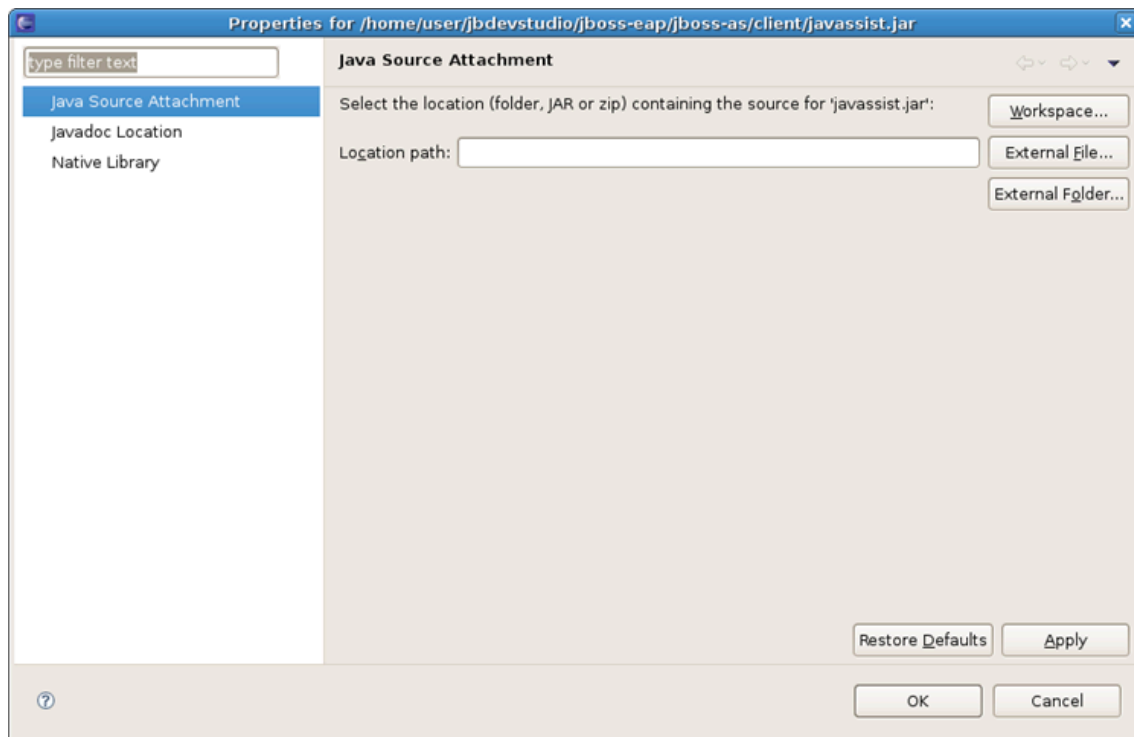 Properties for /home/user/jbdevstudio/jboss-eap/jboss-as/client/javassist.jar
type filter text
Java Source Attachment
Javadoc Location
Native Library
Java Source Attachment
Select the location (folder, JAR or zip) containing the source for 'javassist.jar':
Workspace...
Location path:
External File...
External Folder...
Restore Defaults
Apply
OK
Cancel